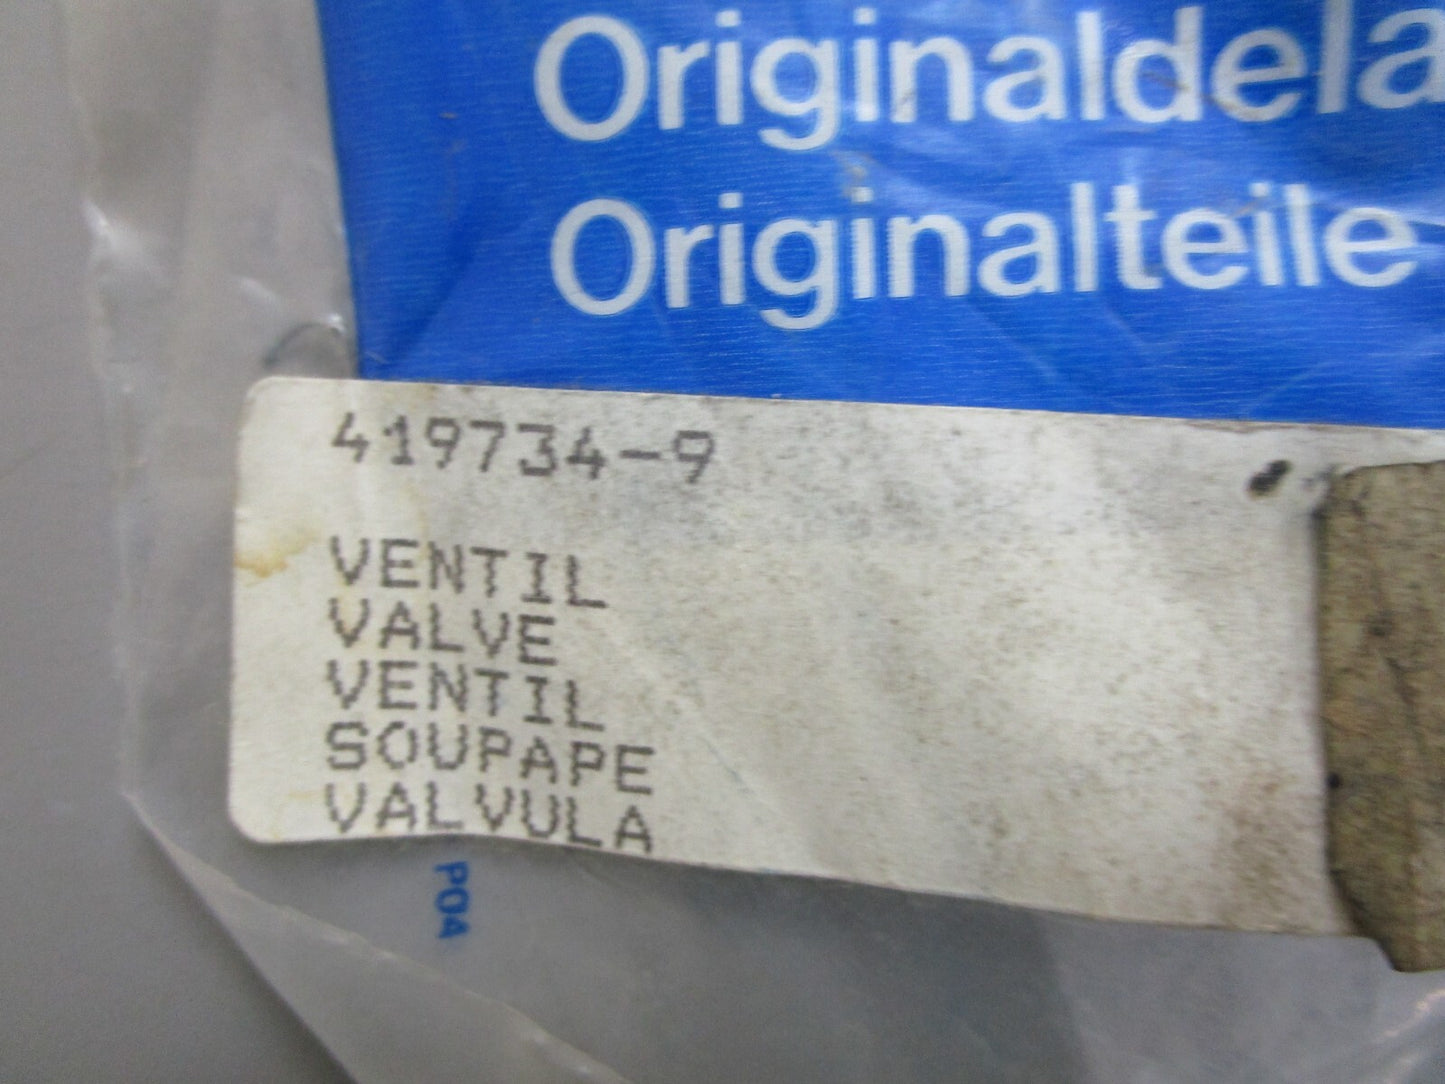 Originaldela
Originalteile
419734-9
VENTIL
VALVE
VENTIL
SOUPAPE
VALVULA
P04